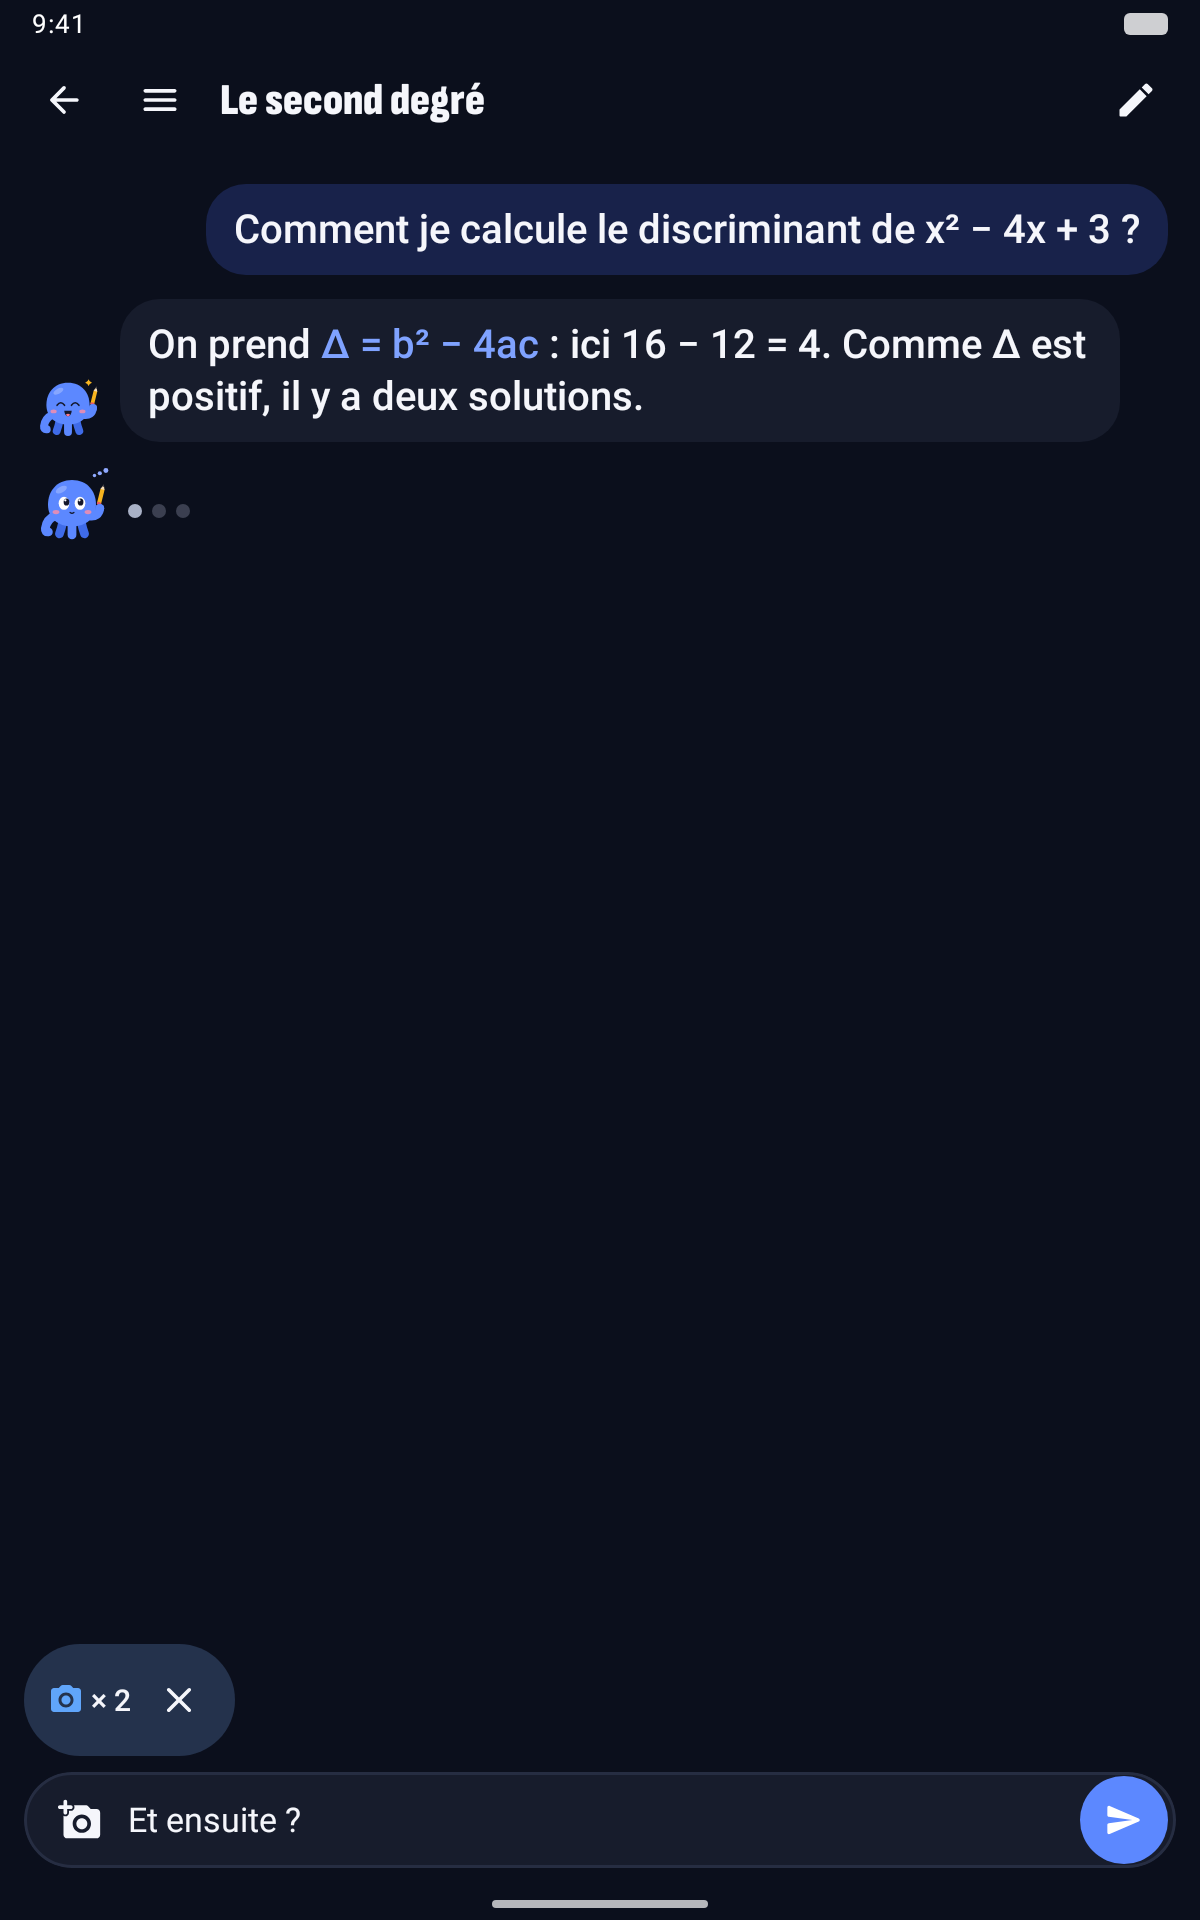 9:41
Le second degré
Comment je calcule le discriminant de x² − 4x + 3 ?
On prend Δ = b² − 4ac : ici 16 − 12 = 4. Comme Δ est
positif, il y a deux solutions.
× 2
Et ensuite ?